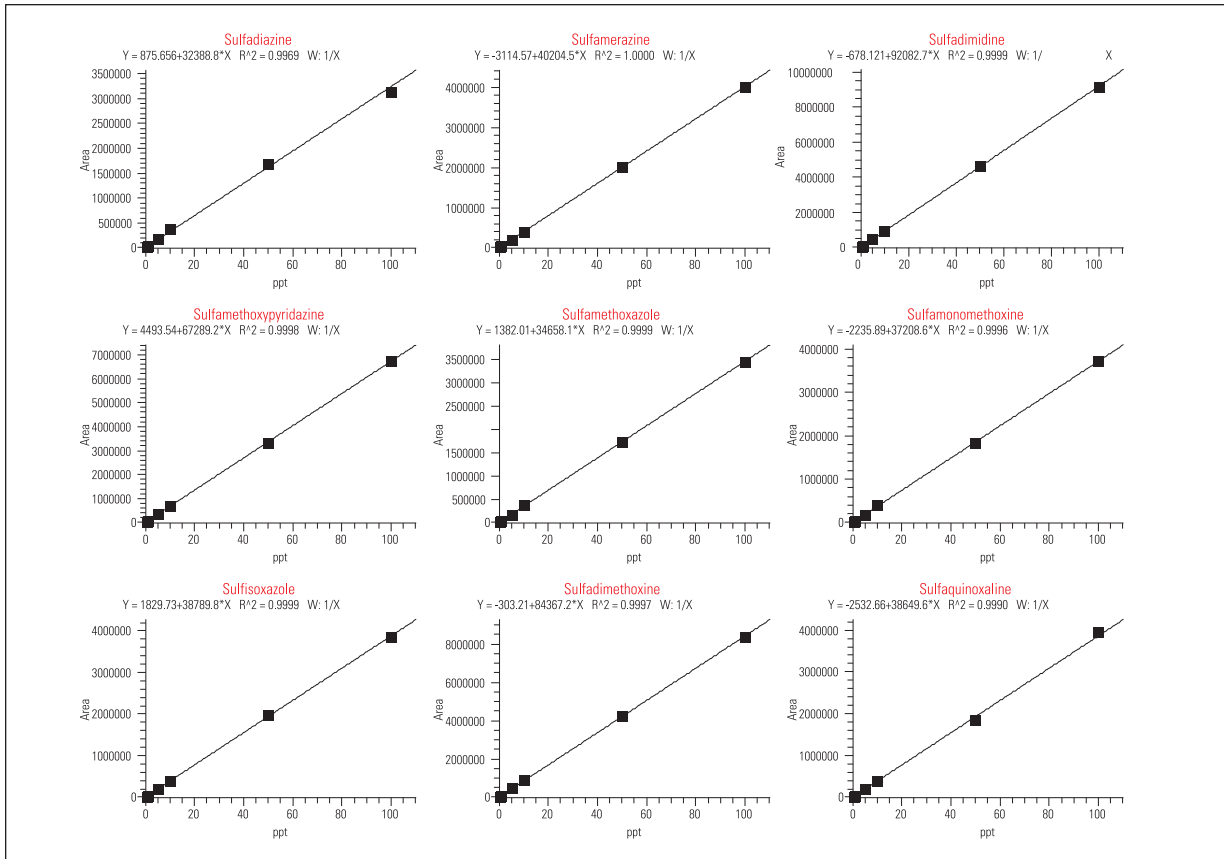 Sulfadiazine
Y = 875.656+32388.8*X R^2 = 0.9969 W: 1/X
3500000
3000000
2500000
2000000
1500000
1000000
500000
0
Area
0 20 40 60 80 100
ppt
Sulfamerazine
Y = -3114.57+40204.5*X R^2 = 1.0000 W: 1/X
4000000
3000000
2000000
1000000
0
Area
0 20 40 60 80 100
ppt
Sulfadimidine
Y = -678.121+92082.7*X R^2 = 0.9999 W: 1/ X
10000000
8000000
6000000
4000000
2000000
0
Area
0 20 40 60 80 100
ppt
Sulfamethoxypyridazine
Y = 4493.54+67289.2*X R^2 = 0.9998 W: 1/X
7000000
6000000
5000000
4000000
3000000
2000000
1000000
0
Area
0 20 40 60 80 100
ppt
Sulfamethoxazole
Y = 1382.01+34658.1*X R^2 = 0.9999 W: 1/X
3500000
3000000
2500000
2000000
1500000
1000000
500000
0
Area
0 20 40 60 80 100
ppt
Sulfamonomethoxine
Y = -2235.89+37208.6*X R^2 = 0.9996 W: 1/X
4000000
3000000
2000000
1000000
0
Area
0 20 40 60 80 100
ppt
Sulfisoxazole
Y = 1829.73+38789.8*X R^2 = 0.9999 W: 1/X
4000000
3000000
2000000
1000000
0
Area
0 20 40 60 80 100
ppt
Sulfadimethoxine
Y = -303.21+84367.2*X R^2 = 0.9997 W: 1/X
8000000
6000000
4000000
2000000
0
Area
0 20 40 60 80 100
ppt
Sulfaquinoxaline
Y = -2532.66+38649.6*X R^2 = 0.9990 W: 1/X
4000000
3000000
2000000
1000000
0
Area
0 20 40 60 80 100
ppt